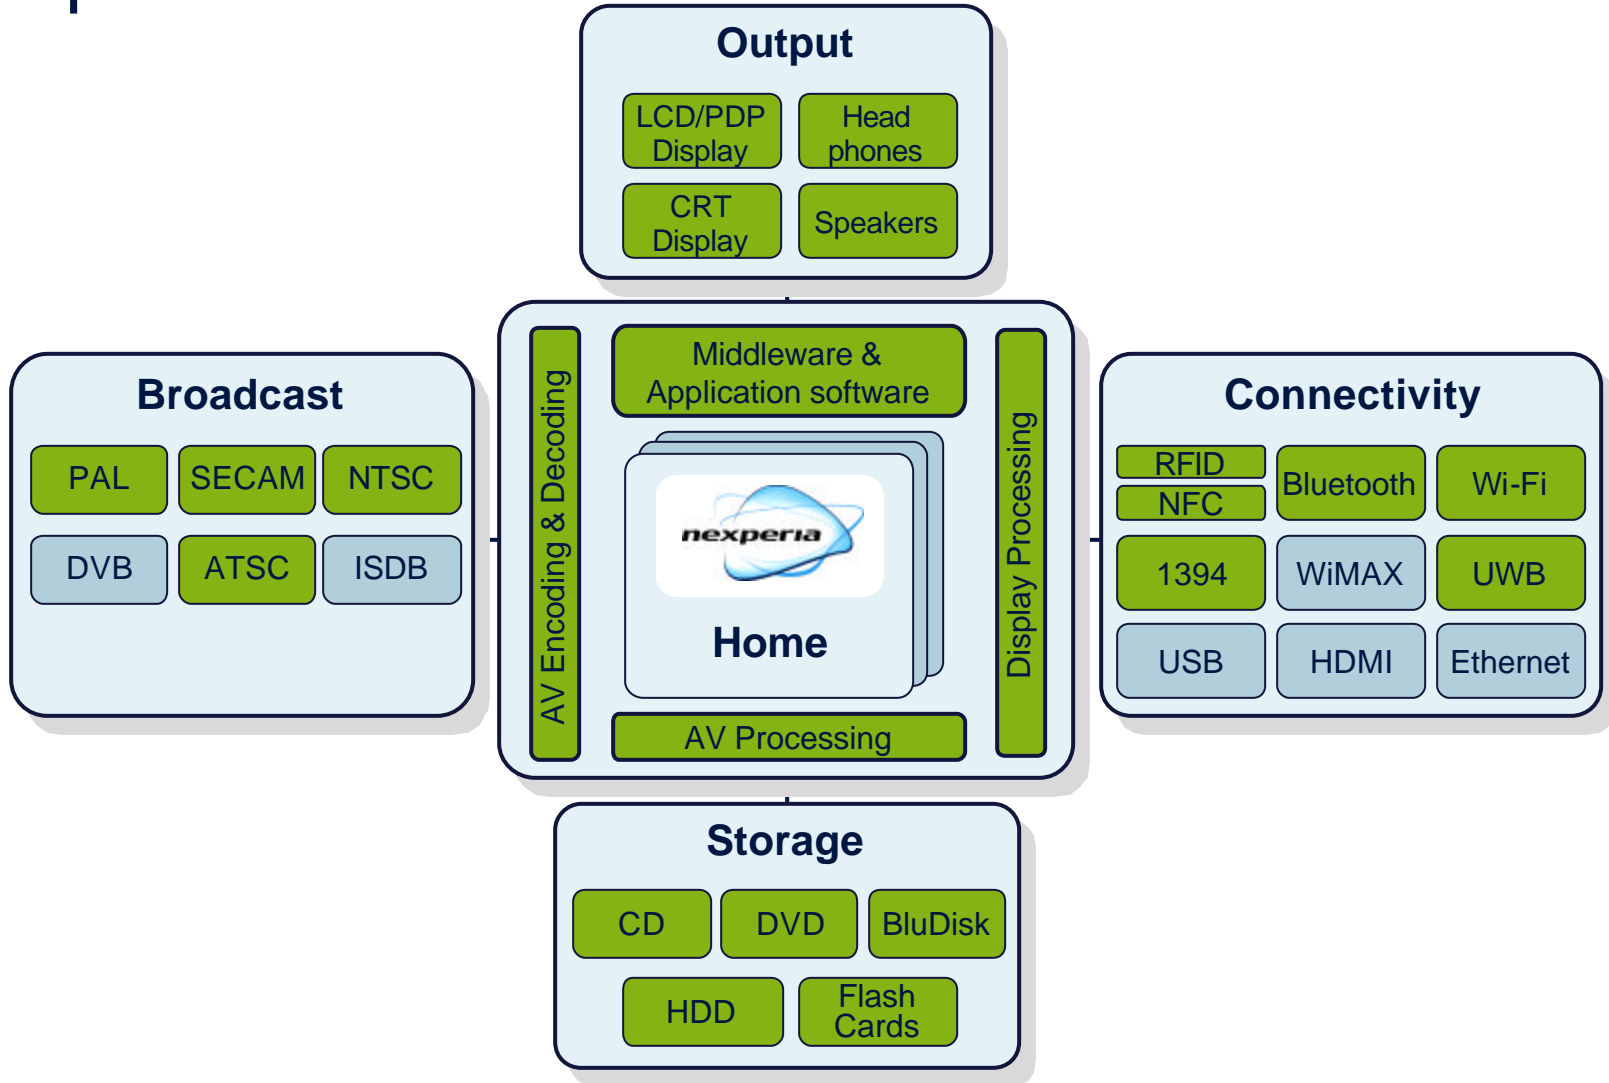 Output
LCD/PDP
Display
Head
phones
CRT
Display
Speakers
Broadcast
PAL
SECAM
NTSC
DVB
ATSC
ISDB
AV Encoding & Decoding
Middleware &
Application software
nexperia
Home
AV Processing
Display Processing
Connectivity
RFID
NFC
Bluetooth
Wi-Fi
1394
WiMAX
UWB
USB
HDMI
Ethernet
Storage
CD
DVD
BluDisk
HDD
Flash
Cards